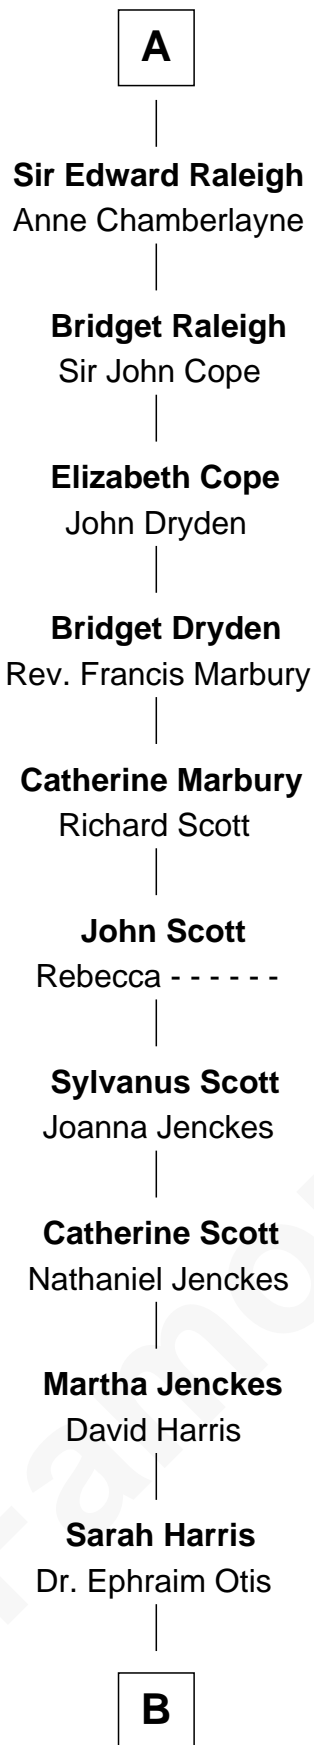 A
Sir Edward Raleigh
Anne Chamberlayne
Bridget Raleigh
Sir John Cope
Elizabeth Cope
John Dryden
Bridget Dryden
Rev. Francis Marbury
Catherine Marbury
Richard Scott
John Scott
Rebecca - - - - - -
Sylvanus Scott
Joanna Jenckes
Catherine Scott
Nathaniel Jenckes
Martha Jenckes
David Harris
Sarah Harris
Dr. Ephraim Otis
B
Famo